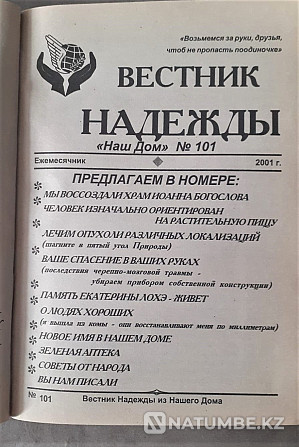 «Возьмемся за руки, друзья,
чтоб не пропасть поодиночке»
ВЕСТНИК
НАДЕЖДЫ
«Наш Дом» № 101
Ежемесячник 2001 г.
ПРЕДЛАГАЕМ В НОМЕРЕ:
МЫ ВОССОЗДАЛИ ХРАМ ИОАННА БОГОСЛОВА
ЧЕЛОВЕК ИЗНАЧАЛЬНО ОРИЕНТИРОВАН
НА РАСТИТЕЛЬНУЮ ПИЩУ
ЛЕЧИМ ОПУХОЛИ РАЗЛИЧНЫХ ЛОКАЛИЗАЦИЙ
(шагните в пятый угол Природы)
ВАШЕ СПАСЕНИЕ В ВАШИХ РУКАХ
(последствия черепно-мозговой травмы -
убираем прибором собственной конструкции)
ПАМЯТЬ ЕКАТЕРИНЫ ЛОХЭ - ЖИВЕТ
О ЛЮДЯХ ХОРОШИХ
(я вышла из комы - они восстанавливают меня по милиметрам)
НОВОЕ ИМЯ В НАШЕМ ДОМЕ
ЗЕЛЕНАЯ АПТЕКА
СОВЕТЫ ОТ НАРОДА
ВЫ НАМ ПИСАЛИ
№ 101 Вестник Надежды из Нашего Дома
NATUMBE.KZ